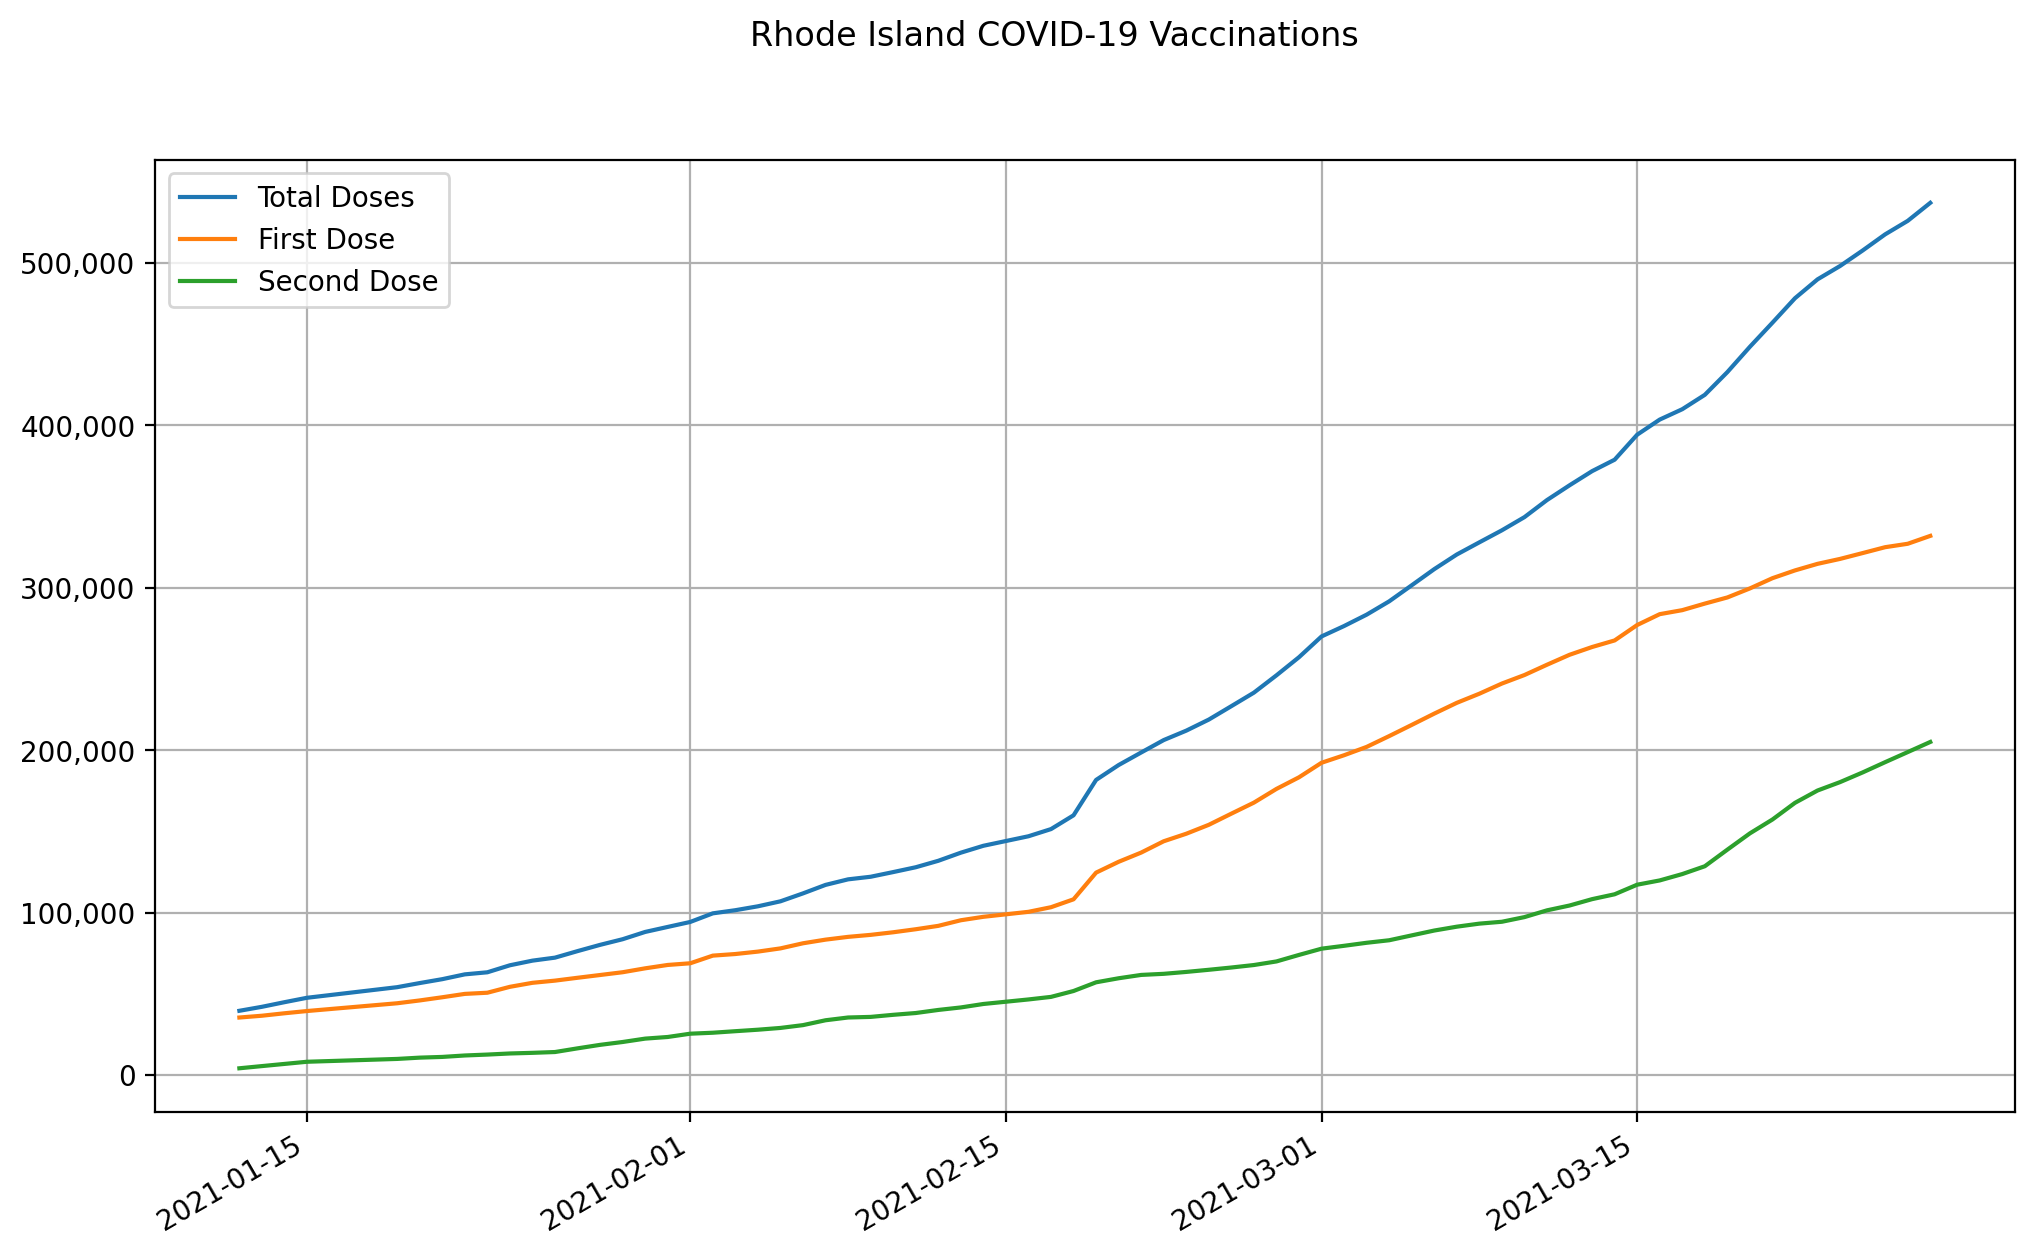 Rhode Island COVID-19 Vaccinations
Total Doses
First Dose
Second Dose
500,000
400,000
300,000
200,000
100,000
0
2021-01-15
2021-02-01
2021-02-15
2021-03-01
2021-03-15